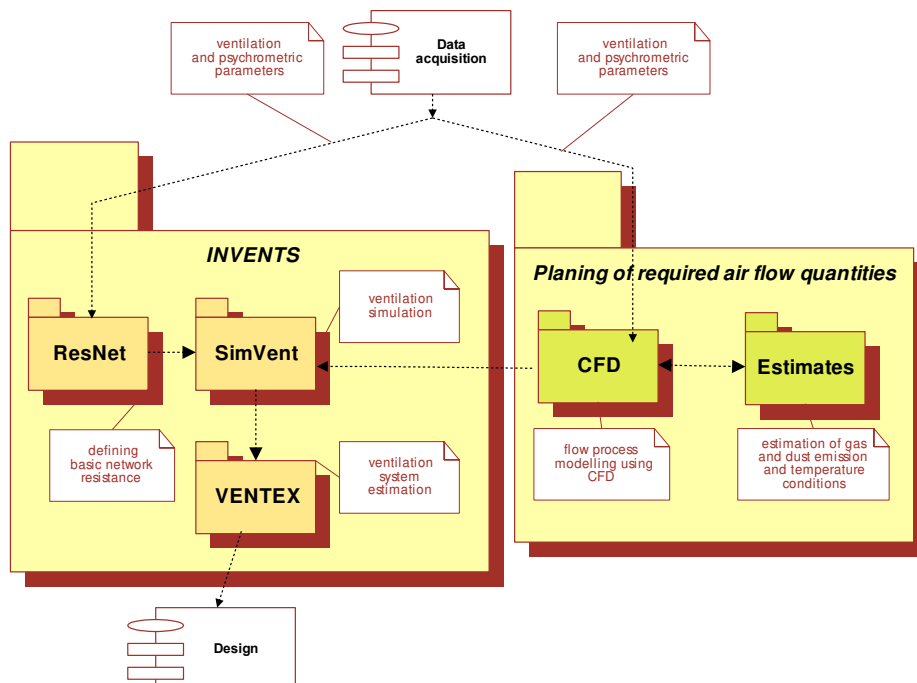 ventilation
and psychrometric
parameters
Data
acquisition
ventilation
and psychrometric
parameters
INVENTS
Planing of required air flow quantities
ventilation
simulation
ResNet
SimVent
CFD
Estimates
defining
basic network
resistance
VENTEX
ventilation
system
estimation
flow process
modelling using
CFD
estimation of gas
and dust emission
and temperature
conditions
Design